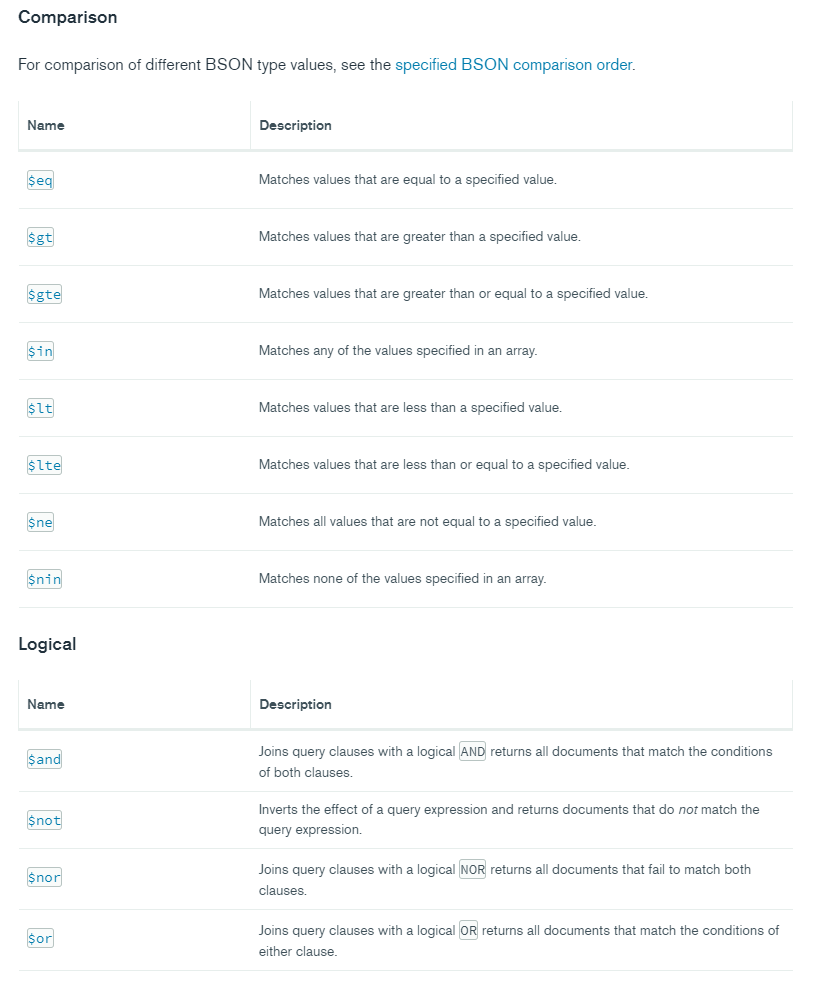 Comparison
For comparison of different BSON type values, see the specified BSON comparison order.
Name Description
$eq Matches values that are equal to a specified value.
$gt Matches values that are greater than a specified value.
$gte Matches values that are greater than or equal to a specified value.
$in Matches any of the values specified in an array.
$lt Matches values that are less than a specified value.
$lte Matches values that are less than or equal to a specified value.
$ne Matches all values that are not equal to a specified value.
$nin Matches none of the values specified in an array.
Logical
Name Description
$and Joins query clauses with a logical AND returns all documents that match the conditions
of both clauses.
$not Inverts the effect of a query expression and returns documents that do not match the
query expression.
$nor Joins query clauses with a logical NOR returns all documents that fail to match both
clauses.
$or Joins query clauses with a logical OR returns all documents that match the conditions of
either clause.